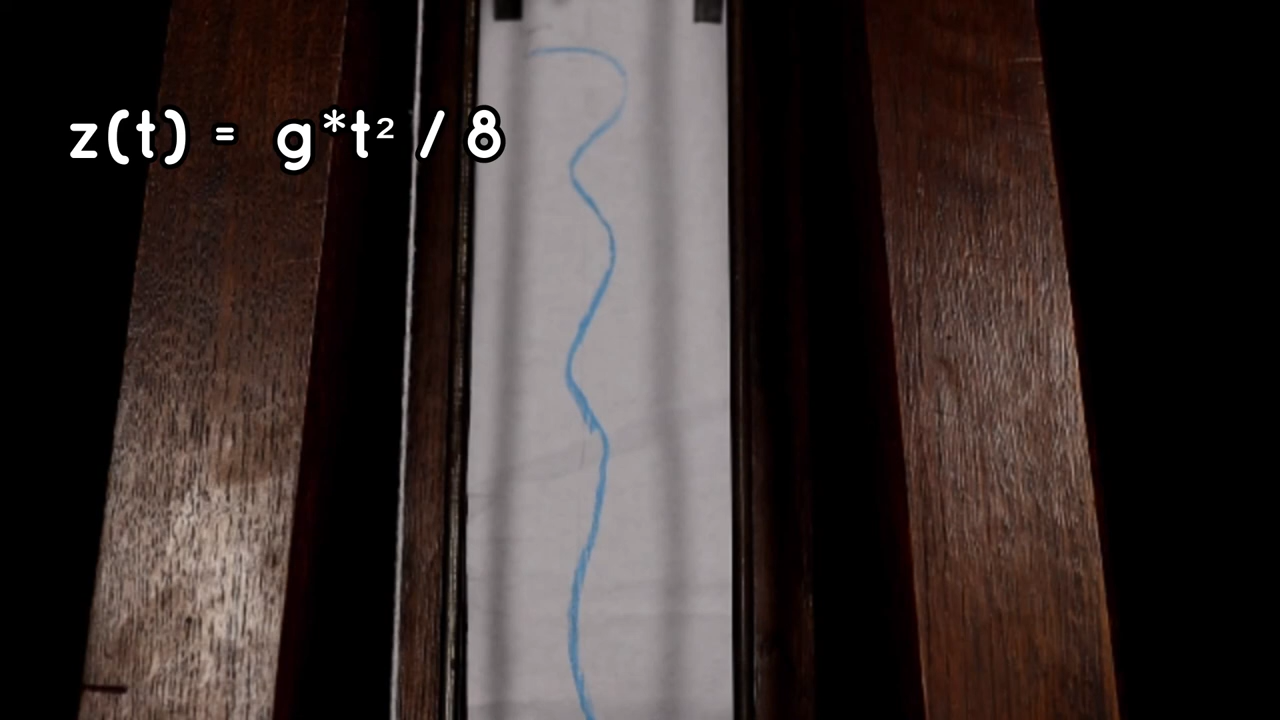 z(t) = g*t² / 8